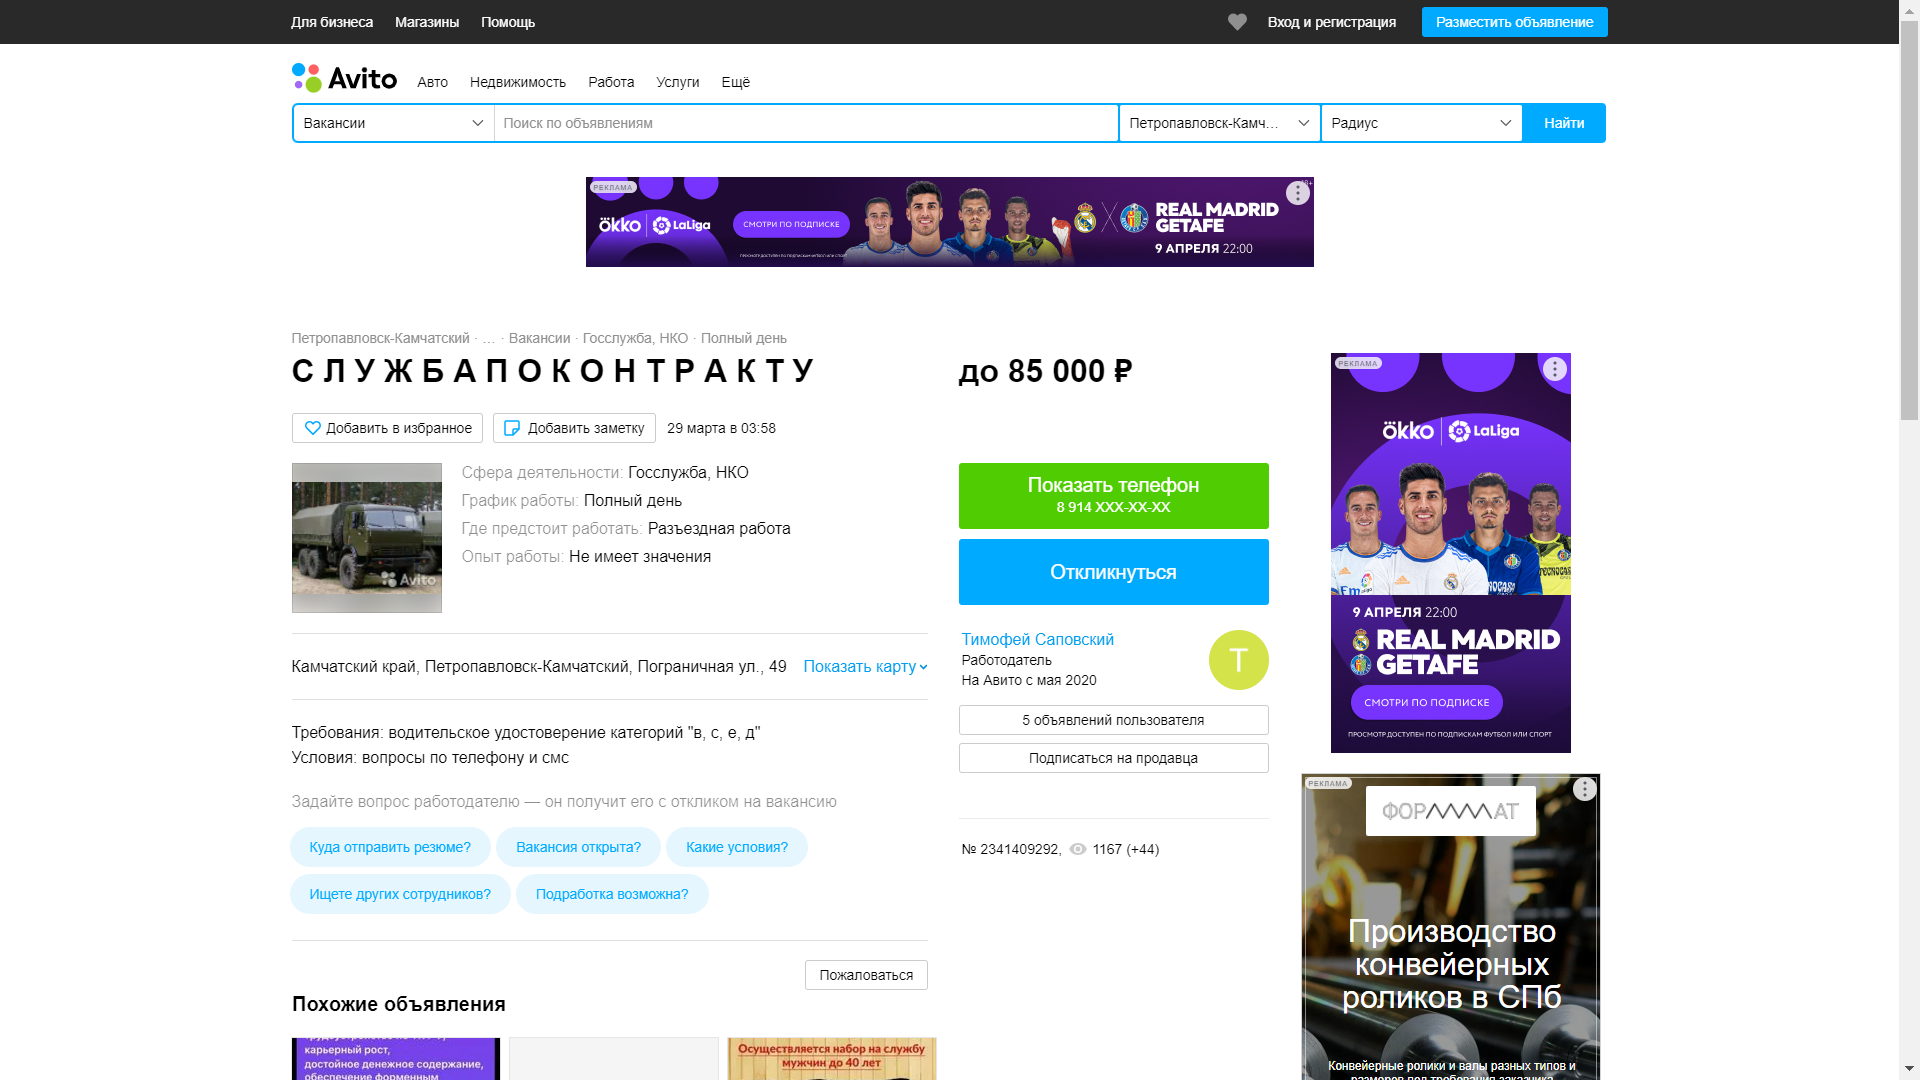 Для бизнеса Магазины Помощь Вход и регистрация Разместить объявление
Avito Авто Недвижимость Работа Услуги Ещё
Вакансии Поиск по объявлениям Петропавловск-Камч... Радиус Найти
РЕКЛАМА
ökko LaLiga СМОТРИ ПО ПОДПИСКЕ REAL MADRID
GETAFE
9 АПРЕЛЯ 22:00
Петропавловск-Камчатский · ... · Вакансии · Госслужба, НКО · Полный день
С Л У Ж Б А П О К О Н Т Р А К Т У
до 85 000 ₽
Добавить в избранное Добавить заметку 29 марта в 03:58
Avito
Сфера деятельности: Госслужба, НКО
График работы: Полный день
Где предстоит работать: Разъездная работа
Опыт работы: Не имеет значения
Камчатский край, Петропавловск-Камчатский, Пограничная ул., 49 Показать карту
Требования: водительское удостоверение категорий "в, с, е, д"
Условия: вопросы по телефону и смс
Задайте вопрос работодателю — он получит его с откликом на вакансию
Куда отправить резюме? Вакансия открыта? Какие условия?
Ищете других сотрудников? Подработка возможна?
Пожаловаться
Показать телефон
8 914 XXX-XX-XX
Откликнуться
Тимофей Саповский
Работодатель
На Авито с мая 2020
Т
5 объявлений пользователя
Подписаться на продавца
№ 2341409292, 1167 (+44)
РЕКЛАМА
ökko LaLiga
9 АПРЕЛЯ 22:00
REAL MADRID
GETAFE
СМОТРИ ПО ПОДПИСКЕ
ПРОСМОТР ДОСТУПЕН ПО ПОДПИСКАМ ФУТБОЛ ИЛИ СПОРТ
РЕКЛАМА
ФОРММАТ
Производство
конвейерных
роликов в СПб
Конвейерные ролики и валы разных типов и
размеров под требования заказчика
Похожие объявления
карьерный рост,
достойное денежное содержание,
обеспечение форменным
Осуществляется набор на службу
мужчин до 40 лет